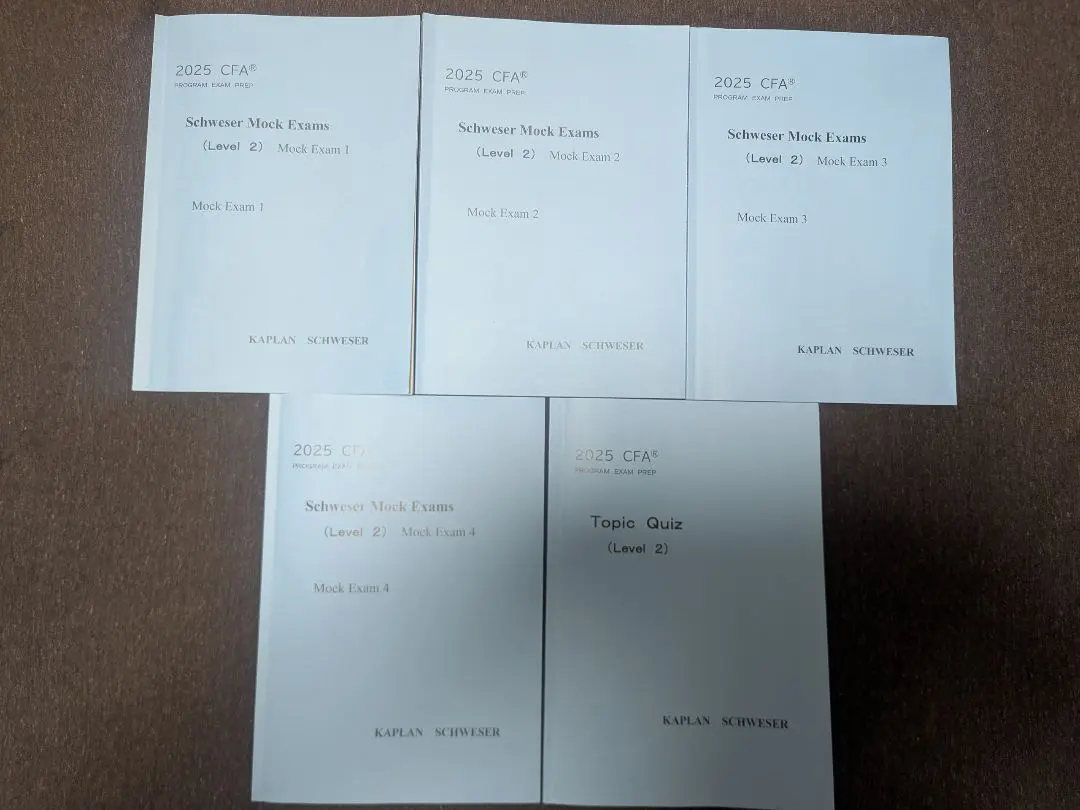 2025 CFA®
PROGRAM EXAM PREP
Schweser Mock Exams
(Level 2) Mock Exam 1
Mock Exam 1
KAPLAN SCHWESER
2025 CFA®
PROGRAM EXAM PREP
Schweser Mock Exams
(Level 2) Mock Exam 2
Mock Exam 2
KAPLAN SCHWESER
2025 CFA®
PROGRAM EXAM PREP
Schweser Mock Exams
(Level 2) Mock Exam 3
Mock Exam 3
KAPLAN SCHWESER
2025 CFA
PROGRAM EXAM
Schweser Mock Exams
(Level 2) Mock Exam 4
Mock Exam 4
KAPLAN SCHWESER
2025 CFA®
PROGRAM EXAM PREP
Topic Quiz
(Level 2)
KAPLAN SCHWESER